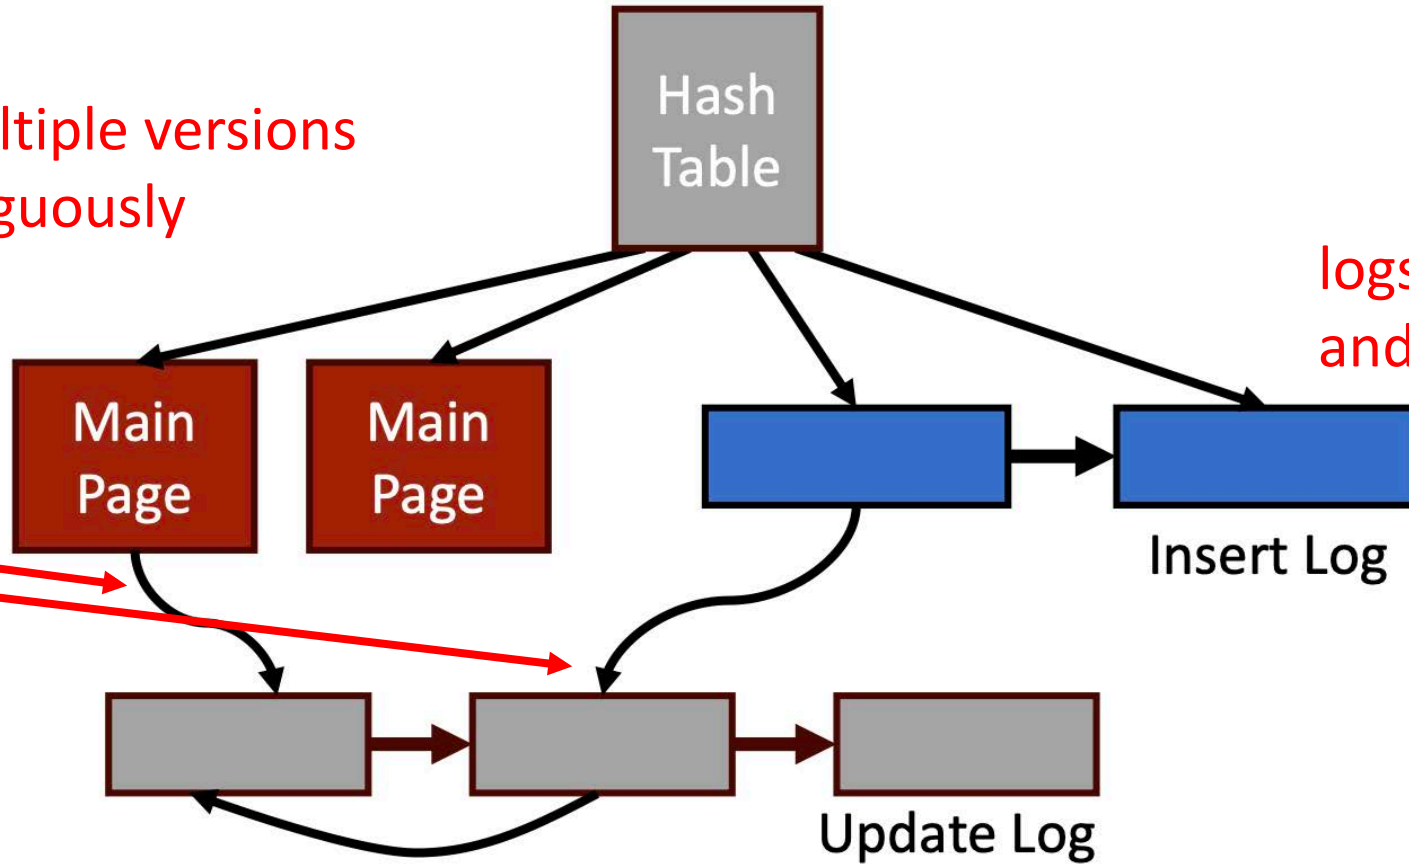 Hash
Table
ltiple versions
guously
logs
and
Main
Page
Main
Page
Insert Log
Update Log